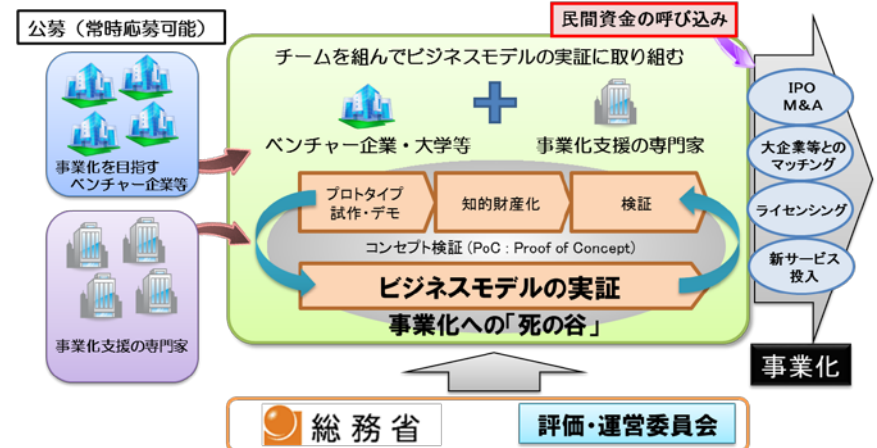 公募（常時応募可能）
民間資金の呼び込み
チームを組んでビジネスモデルの実証に取り組む
ベンチャー企業・大学等
事業化支援の専門家
事業化を目指す
ベンチャー企業等
事業化支援の専門家
プロトタイプ
試作・デモ
知的財産化
検証
コンセプト検証（PoC : Proof of Concept）
ビジネスモデルの実証
事業化への「死の谷」
IPO
M&A
大企業等との
マッチング
ライセンシング
新サービス
投入
事業化
総務省
評価・運営委員会